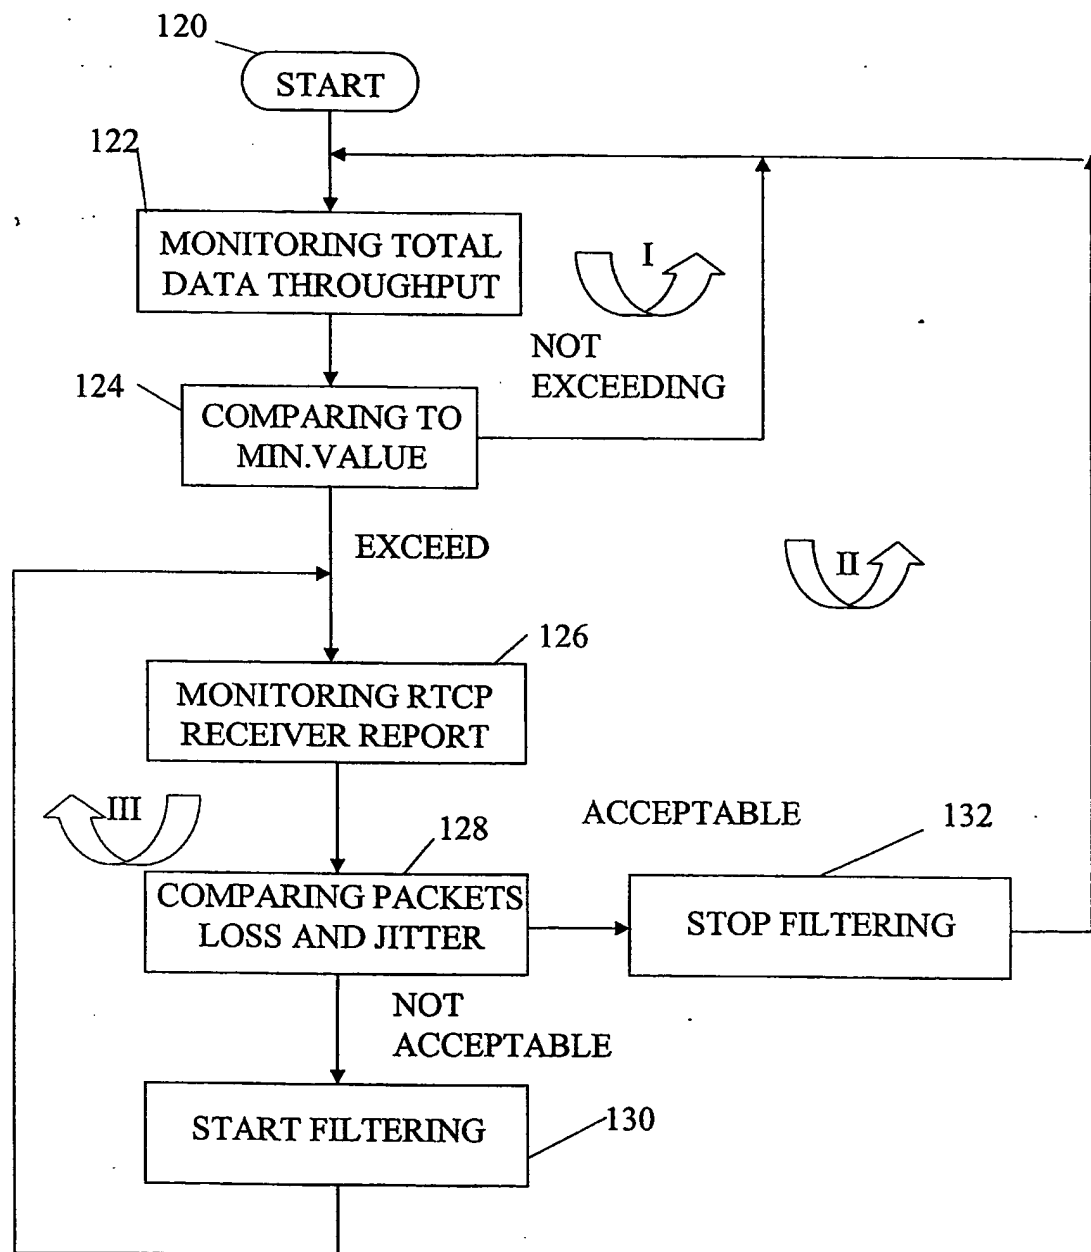 120
START
122
MONITORING TOTAL
DATA THROUGHPUT
I
NOT
EXCEEDING
124
COMPARING TO
MIN.VALUE
EXCEED
II
126
MONITORING RTCP
RECEIVER REPORT
III
ACCEPTABLE
132
128
COMPARING PACKETS
LOSS AND JITTER
STOP FILTERING
NOT
ACCEPTABLE
START FILTERING
130